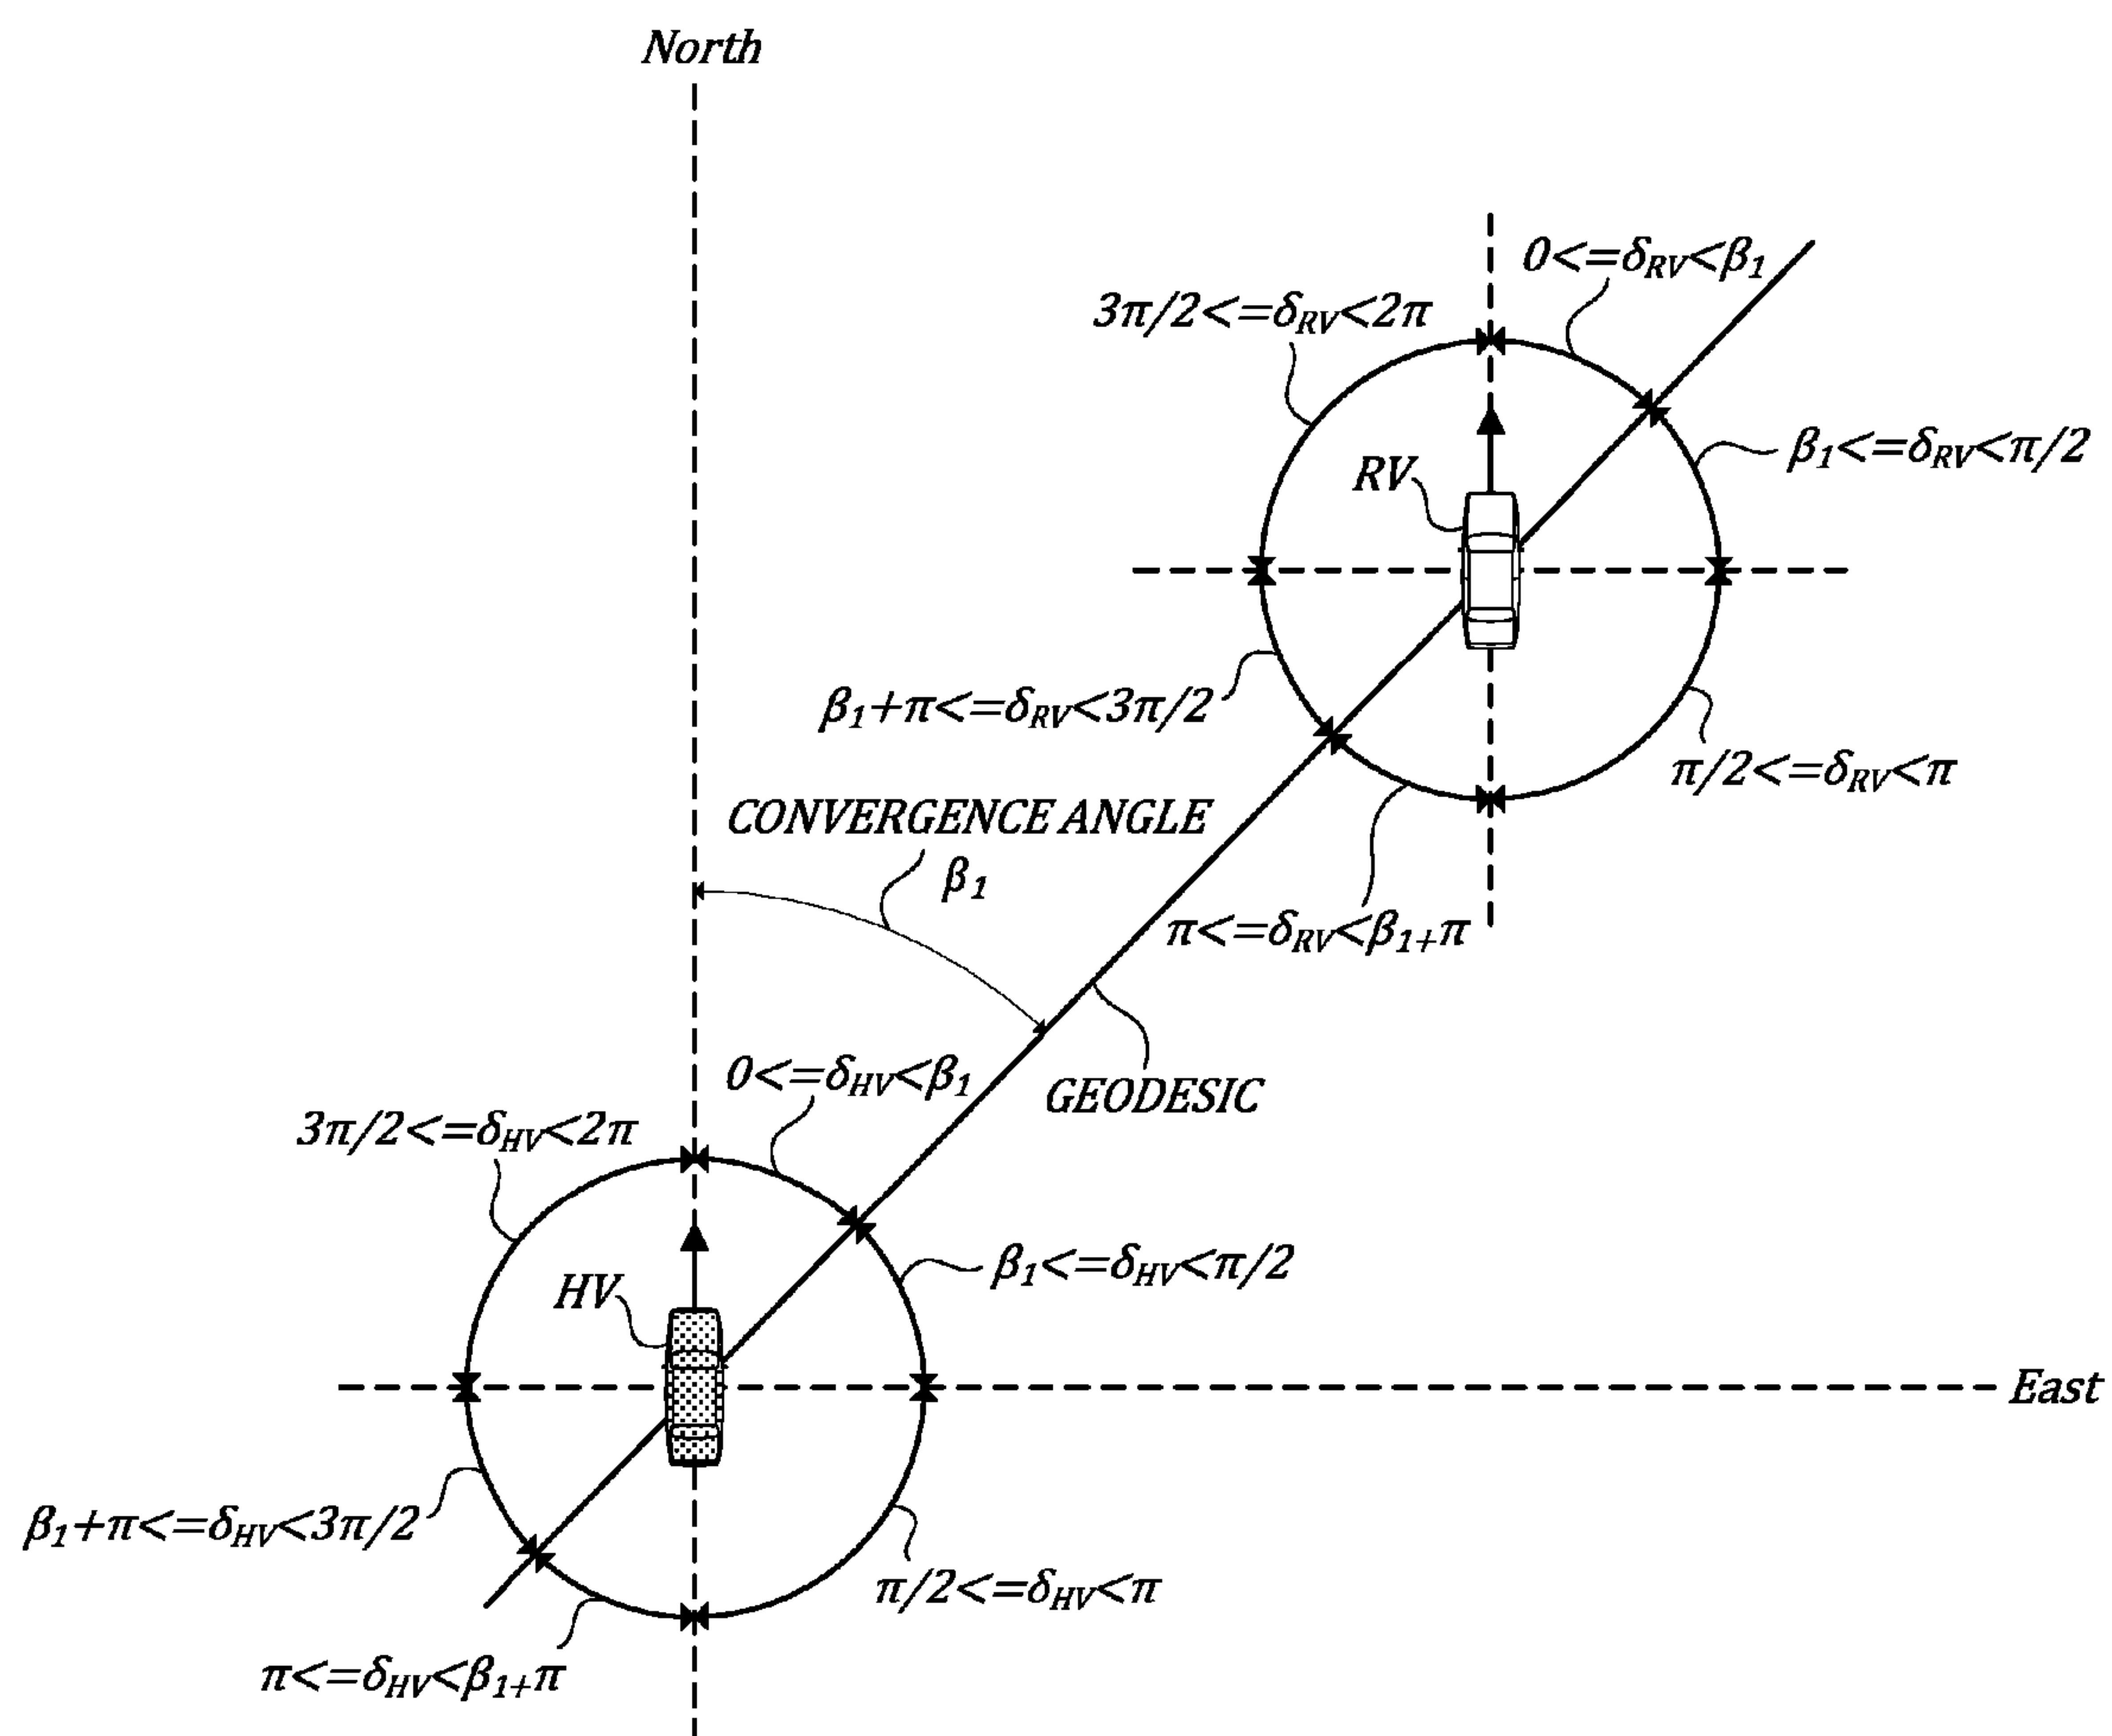 North
0<=δRV<β1
3π/2<=δRV<2π
β1<=δRV<π/2
RV
β1+π<=δRV<3π/2
π/2<=δRV<π
CONVERGENCE ANGLE
β1
π<=δRV<β1+π
0<=δHV<β1
GEODESIC
3π/2<=δHV<2π
β1<=δHV<π/2
HV
East
β1+π<=δHV<3π/2
π/2<=δHV<π
π<=δHV<β1+π